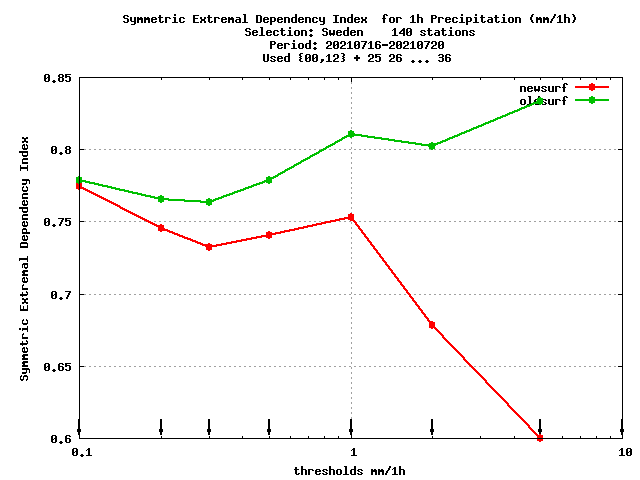 Symmetric Extremal Dependency Index  for 1h Precipitation (mm/1h)
Selection: Sweden    140 stations
Period: 20210716-20210720
Used {00,12} + 25 26 ... 36
newsurf
oldsurf
Symmetric Extremal Dependency Index
0.85
0.8
0.75
0.7
0.65
0.6
0.1
1
10
thresholds mm/1h